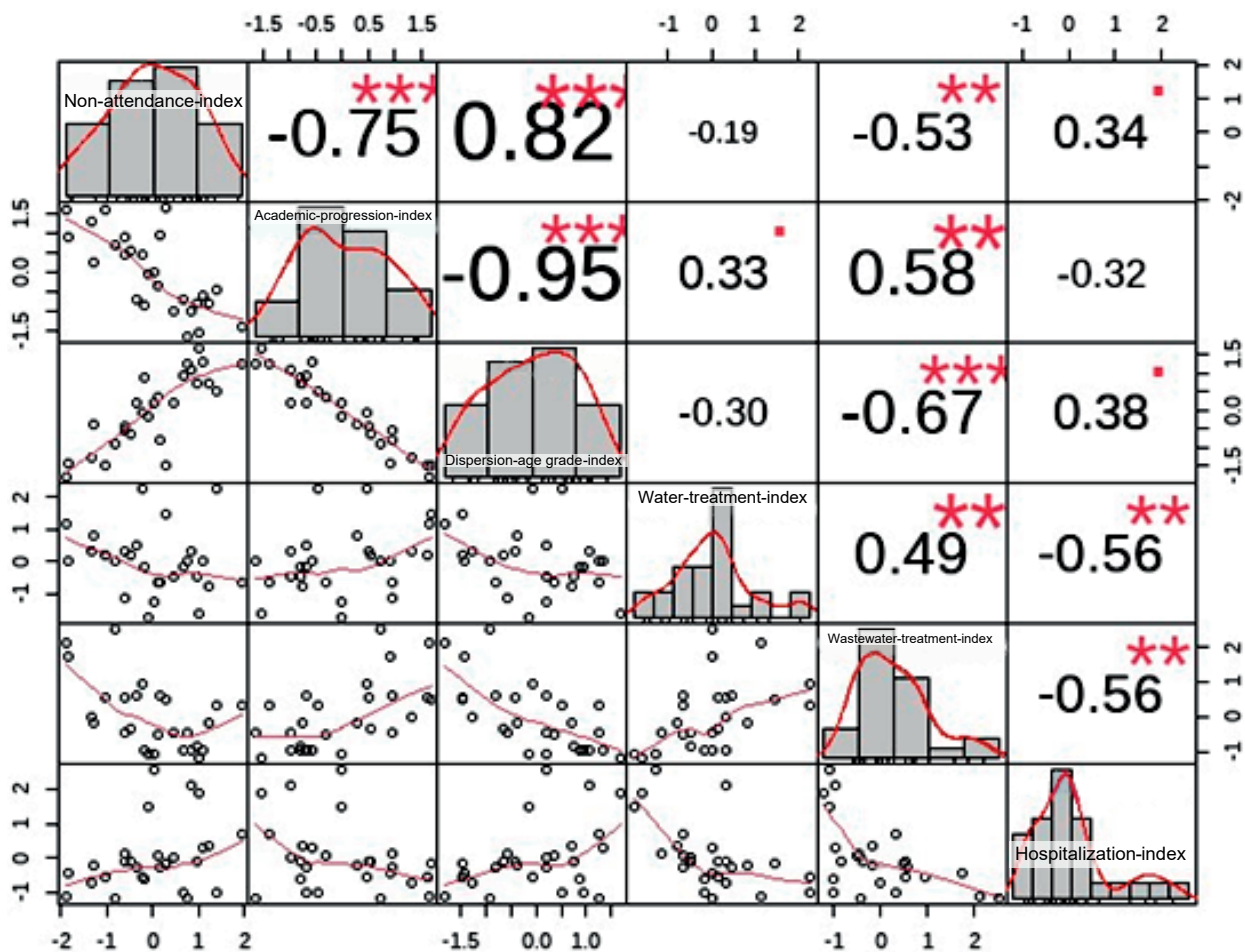 -1.5 -0.5 0.5 1.5 -1 0 1 2 -1 0 1 2
Non-attendance-index -0.75 *** 0.82 *** -0.19 -0.53 ** 0.34 2 1 0 -2
1.5 0.0 -1.5 Academic-progression-index -0.95 *** 0.33 0.58 ** -0.32
Dispersion-age grade-index -0.30 -0.67 *** 0.38 1.5 0.0 -1.5
2 1 0 -1 Water-treatment-index 0.49 ** -0.56 **
Wastewater-treatment-index -0.56 ** 2 1 0 -1
2 1 0 -1 Hospitalization-index
-2 -1 0 1 2 -1.5 0.0 1.0 -1 0 1 2